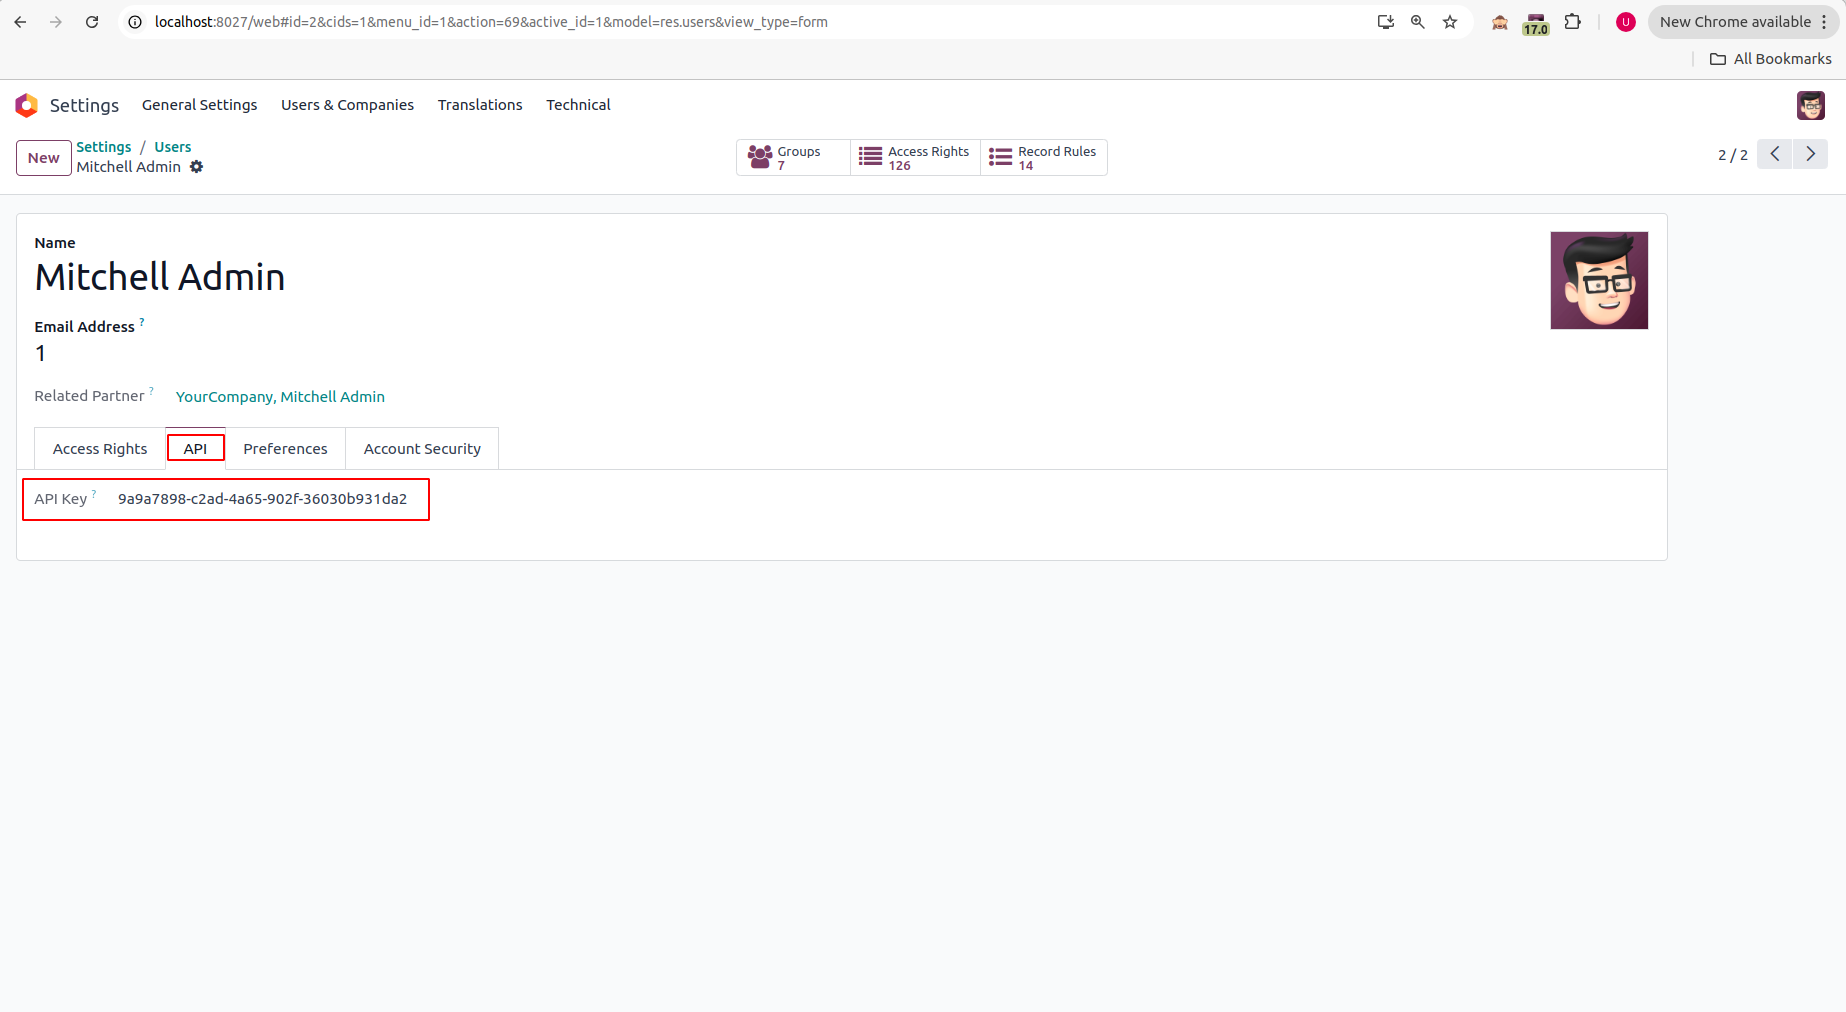 localhost:8027/web#id=2&cids=1&menu_id=1&action=69&active_id=1&model=res.users&view_type=form
17.0
U
New Chrome available
All Bookmarks
Settings
General Settings
Users & Companies
Translations
Technical
New
Settings / Users
Mitchell Admin
Groups
7
Access Rights
126
Record Rules
14
2 / 2
Name
Mitchell Admin
Email Address ?
1
Related Partner ? YourCompany, Mitchell Admin
Access Rights
API
Preferences
Account Security
API Key ? 9a9a7898-c2ad-4a65-902f-36030b931da2